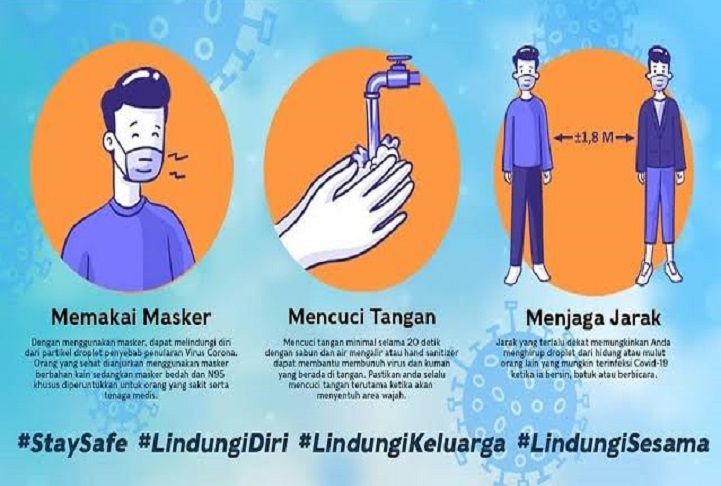 ±1,8 M
Memakai Masker
Dengan menggunakan masker, dapat melindungi diri
dari partikel droplet penyebab penularan Virus Corona.
Orang yang sehat dianjurkan menggunakan masker
berbahan kain sedangkan masker bedah dan N95
khusus diperuntukkan untuk orang yang sakit serta
tenaga medis.
Mencuci Tangan
Mencuci tangan minimal selama 20 detik
dengan sabun dan air mengalir atau hand sanitizer
dapat membantu membunuh virus dan kuman
yang berada di tangan. Pastikan anda selalu
mencuci tangan terutama ketika akan
menyentuh area wajah.
Menjaga Jarak
Jarak yang terlalu dekat memungkinkan Anda
menghirup droplet dari hidung atau mulut
orang lain yang mungkin terinfeksi Covid-19
ketika ia bersin, batuk atau berbicara.
#StaySafe #LindungiDiri #LindungiKeluarga #LindungiSesama